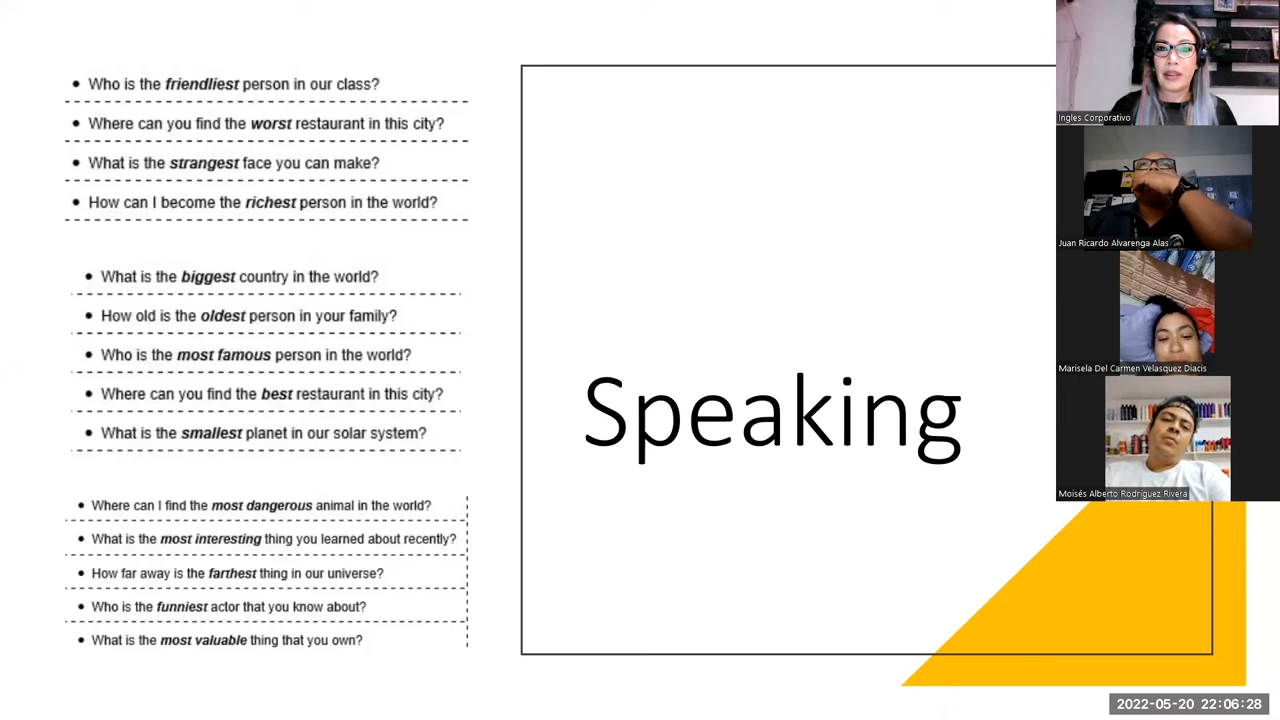 • Who is the friendliest person in our class?
• Where can you find the worst restaurant in this city?
• What is the strangest face you can make?
• How can I become the richest person in the world?
• What is the biggest country in the world?
• How old is the oldest person in your family?
• Who is the most famous person in the world?
• Where can you find the best restaurant in this city?
• What is the smallest planet in our solar system?
• Where can I find the most dangerous animal in the world?
• What is the most interesting thing you learned about recently?
• How far away is the farthest thing in our universe?
• Who is the funniest actor that you know about?
• What is the most valuable thing that you own?
Speaking
Ingles Corporativo
Juan Ricardo Alvarenga Alas
Marisela Del Carmen Velasquez Diacis
Moisés Alberto Rodríguez Rivera
2022-05-20 22:06:28